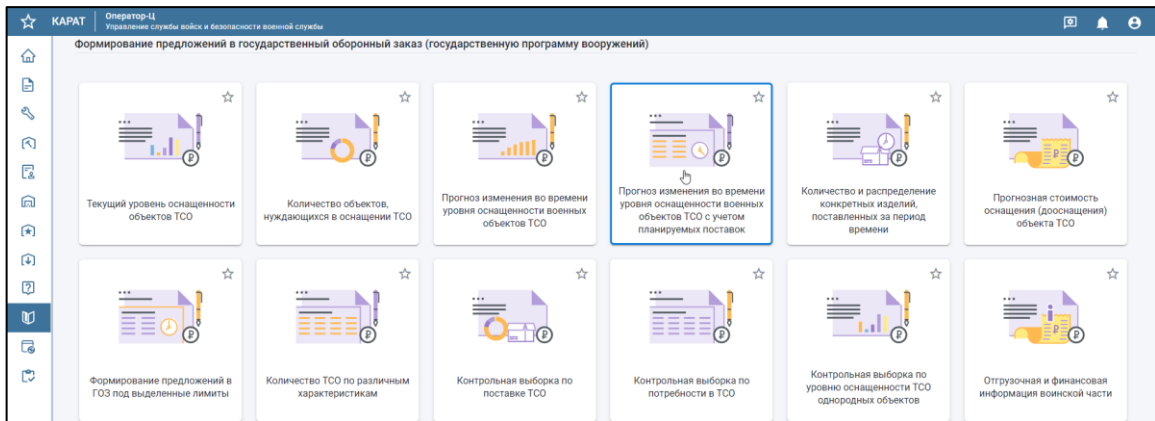 КАРАТ
Оператор-Ц
Управление службы войск и безопасности военной службы
Формирование предложений в государственный оборонный заказ (государственную программу вооружений)
Текущий уровень оснащенности
объектов ТСО
Количество объектов,
нуждающихся в оснащении ТСО
Прогноз изменения во времени
уровня оснащенности военных
объектов ТСО
Прогноз изменения во времени
уровня оснащенности военных
объектов ТСО с учетом
планируемых поставок
Количество и распределение
конкретных изделий,
поставленных за период
времени
Прогнозная стоимость
оснащения (дооснащения)
объекта ТСО
Формирование предложений в
ГОЗ под выделенные лимиты
Количество ТСО по различным
характеристикам
Контрольная выборка по
поставке ТСО
Контрольная выборка по
потребности в ТСО
Контрольная выборка по
уровню оснащенности ТСО
однородных объектов
Отгрузочная и финансовая
информация воинской части